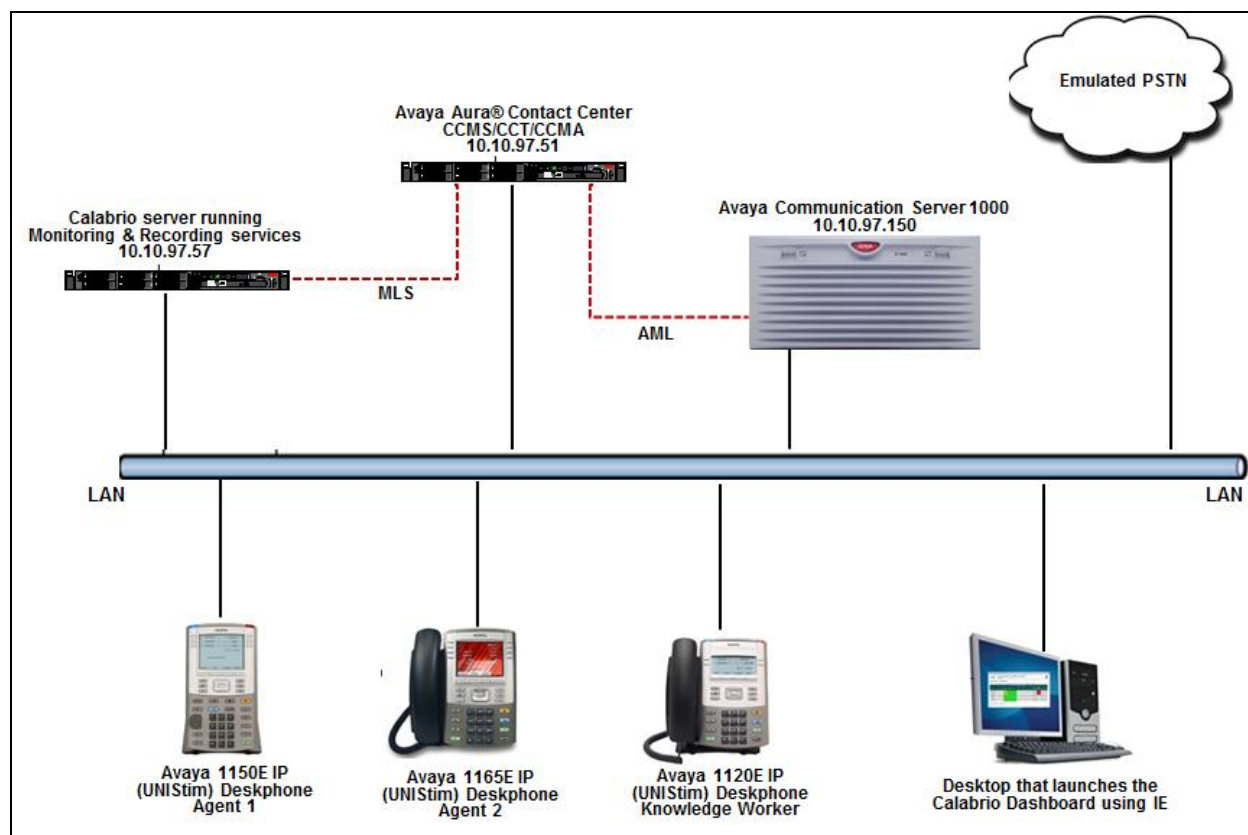 Emulated PSTN
Avaya Aura® Contact Center
CCMS/CCT/CCMA
10.10.97.51
Avaya Communication Server 1000
10.10.97.150
Calabrio server running
Monitoring & Recording services
10.10.97.57
MLS
AML
LAN
LAN
Avaya 1150E IP
(UNIStim) Deskphone
Agent 1
Avaya 1165E IP
(UNIStim) Deskphone
Agent 2
Avaya 1120E IP
(UNIStim) Deskphone
Knowledge Worker
Desktop that launches the
Calabrio Dashboard using IE